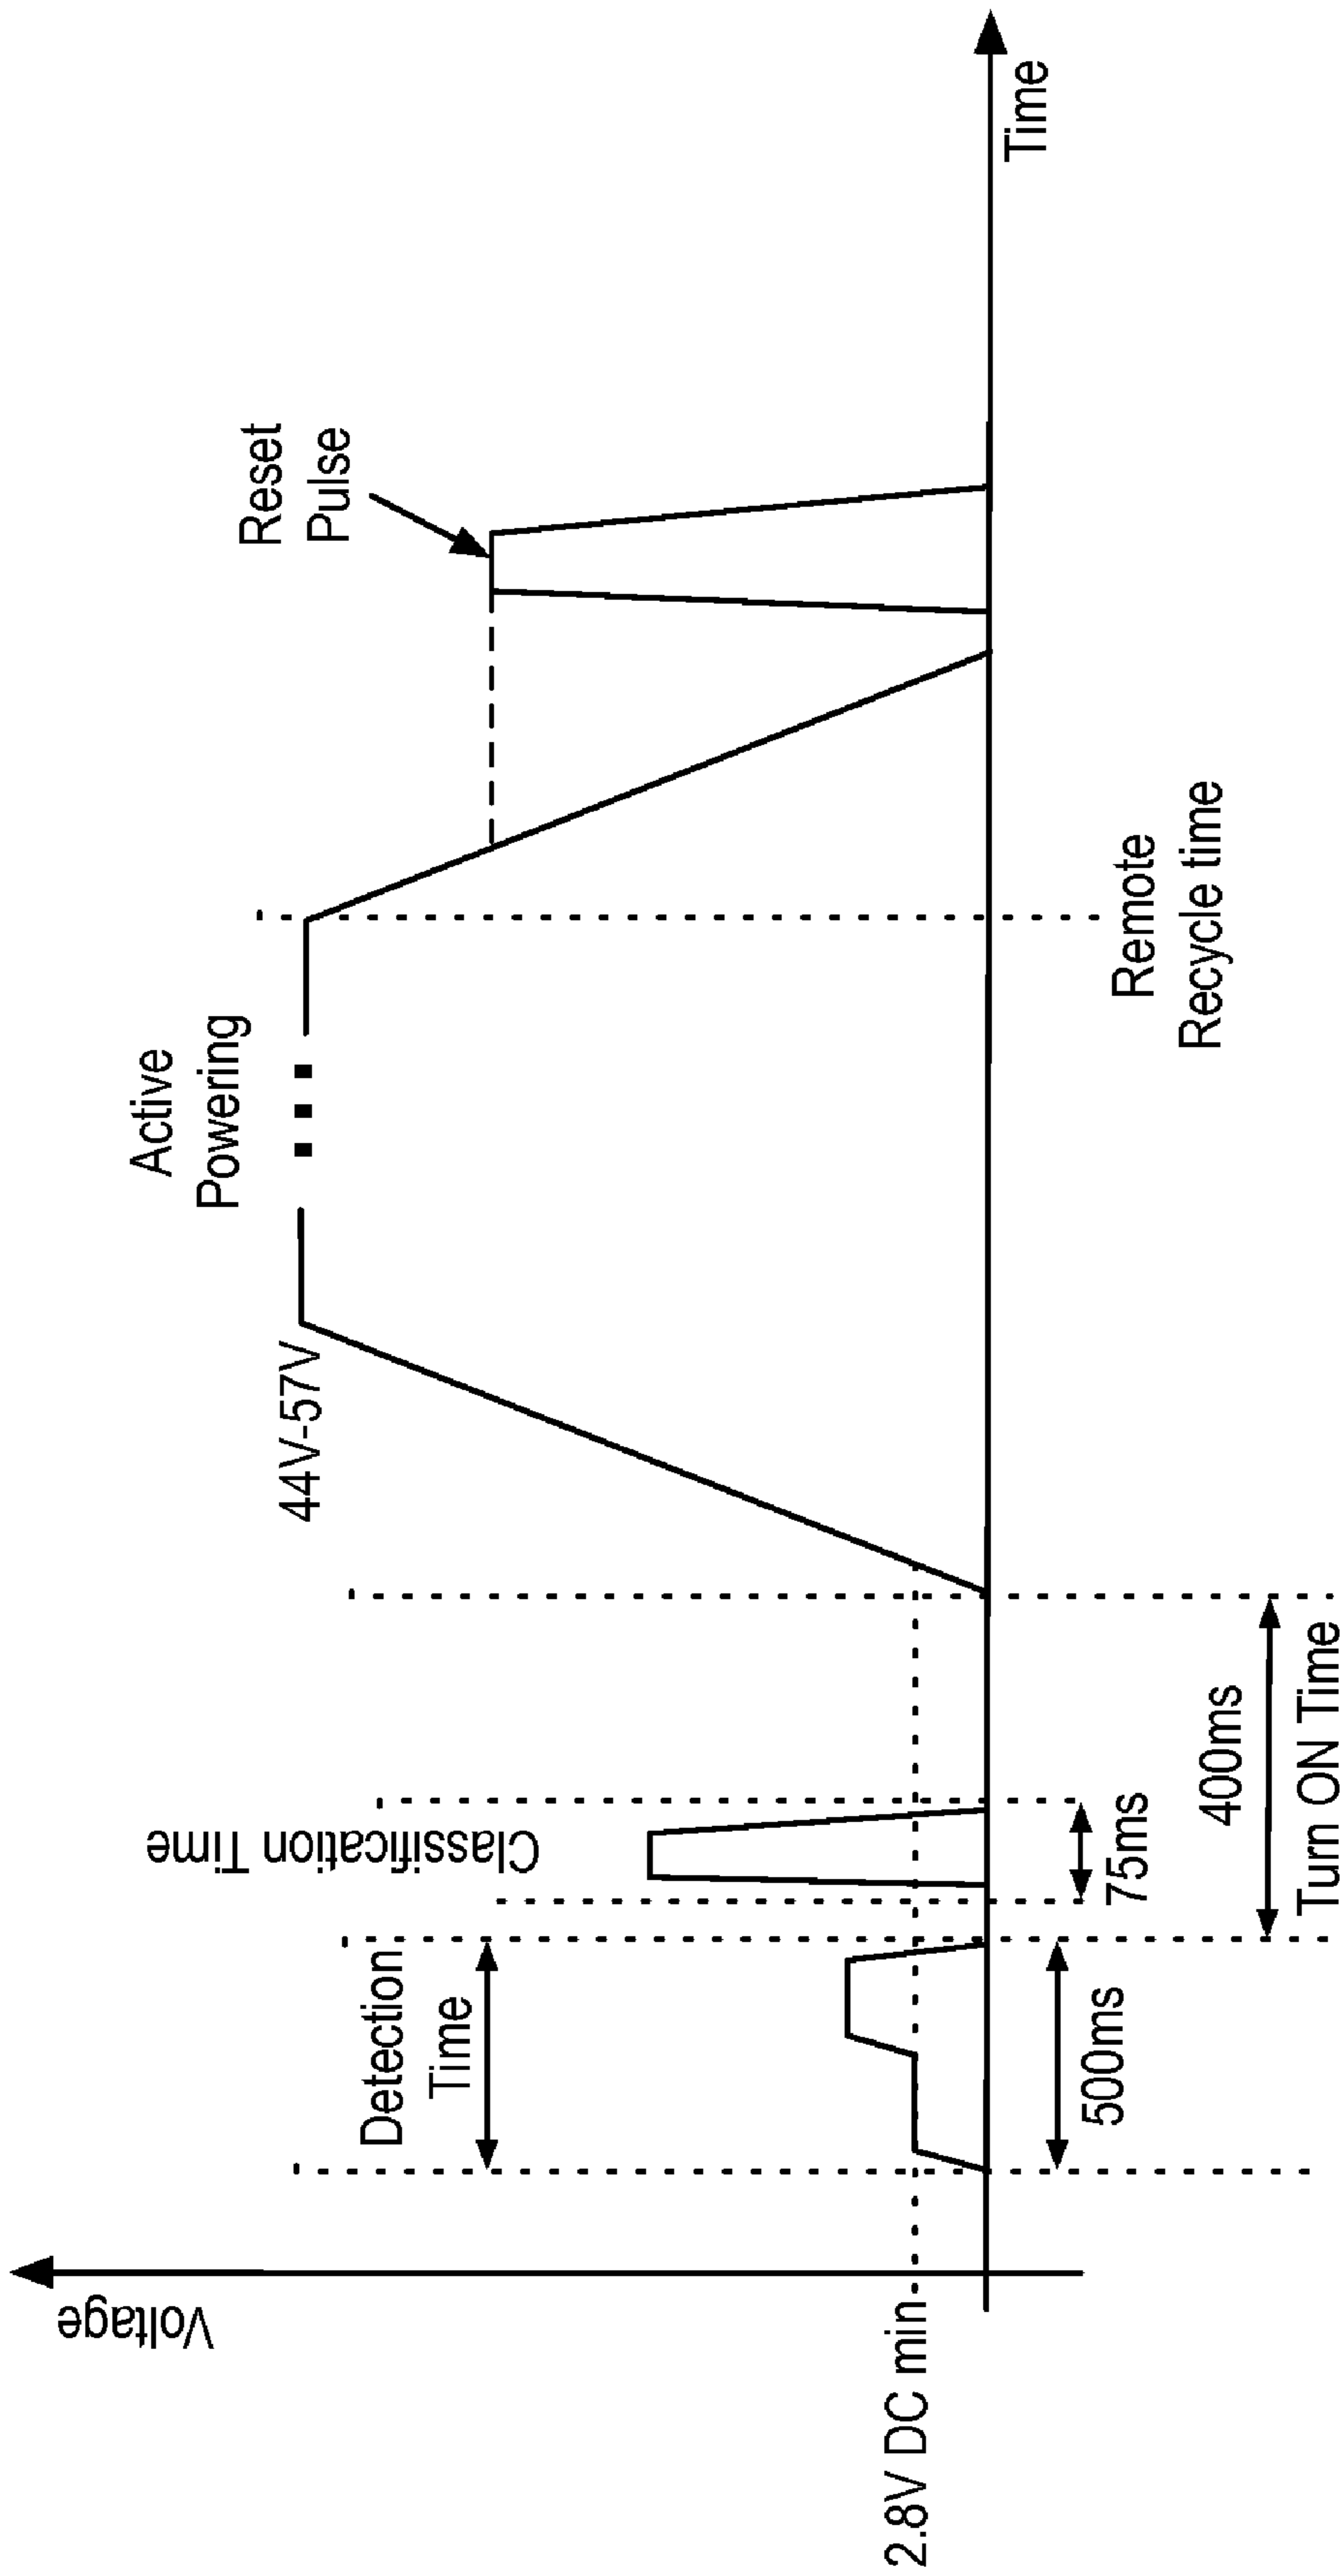 Voltage
2.8V DC min
Detection
Time
500ms
Classification Time
75ms
400ms
Turn ON Time
44V-57V
Active
Powering
Remote
Recycle time
Reset
Pulse
Time